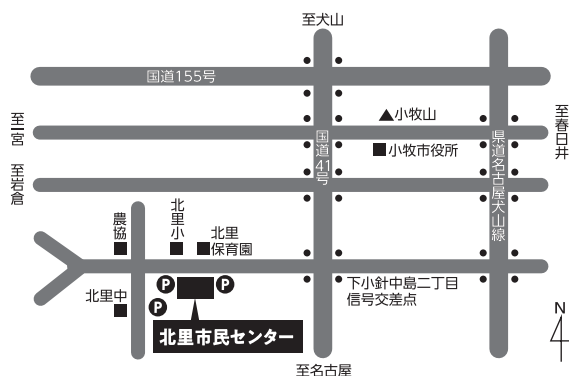 至犬山
国道155号
至一宮
▲小牧山
至春日井
国道41号
県道名古屋犬山線
■小牧市役所
至岩倉
農協
北里小
北里
保育園
P
P
下小針中島二丁目
信号交差点
北里中
P
N
北里市民センター
至名古屋